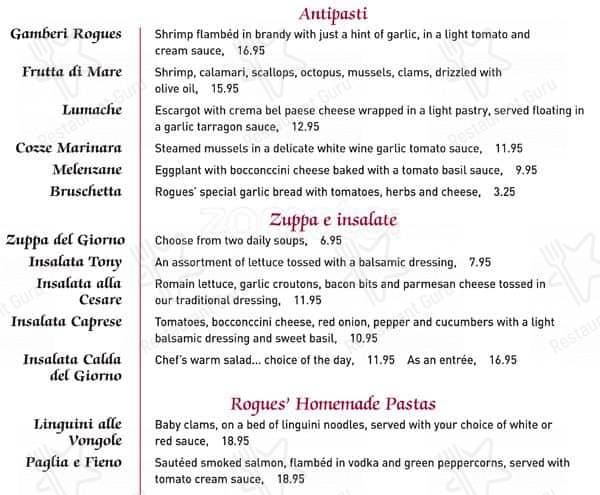 Antipasti
Gamberi Rogues Shrimp flambéd in brandy with just a hint of garlic, in a light tomato and
cream sauce, 16.95
Frutta di Mare Shrimp, calamari, scallops, octopus, mussels, clams, drizzled with
olive oil, 15.95
Lumache Escargot with crema bel paese cheese wrapped in a light pastry, served floating in
a garlic tarragon sauce, 12.95
Cozze Marinara Steamed mussels in a delicate white wine garlic tomato sauce, 11.95
Melenzane Eggplant with bocconccini cheese baked with a tomato basil sauce, 9.95
Bruschetta Rogues' special garlic bread with tomatoes, herbs and cheese, 3.25
Zuppa e insalate
Zuppa del Giorno Choose from two daily soups, 6.95
Insalata Tony An assortment of lettuce tossed with a balsamic dressing, 7.95
Insalata alla Romain lettuce, garlic croutons, bacon bits and parmesan cheese tossed in
Cesare our traditional dressing, 11.95
Insalata Caprese Tomatoes, bocconccini cheese, red onion, pepper and cucumbers with a light
balsamic dressing and sweet basil, 10.95
Insalata Calda Chef's warm salad... choice of the day, 11.95 As an entrée, 16.95
del Giorno
Rogues' Homemade Pastas
Linguini alle Baby clams, on a bed of linguini noodles, served with your choice of white or
Vongole red sauce, 18.95
Paglia e Fieno Sautéed smoked salmon, flambéd in vodka and green peppercorns, served with
tomato cream sauce, 18.95
Restaurant Guru